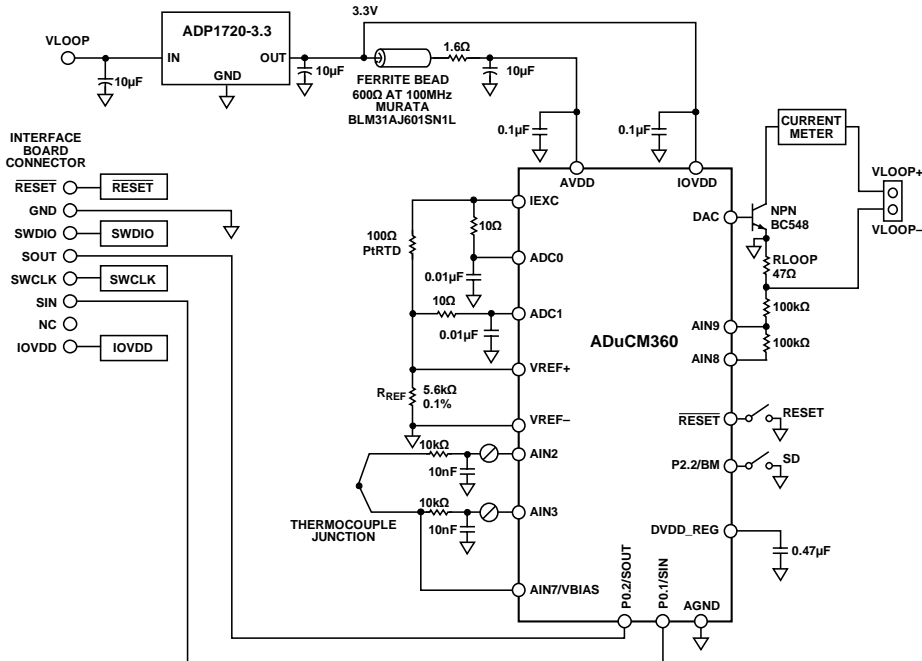 3.3V
VLOOP
ADP1720-3.3
IN
OUT
GND
10µF
10µF
1.6Ω
10µF
FERRITE BEAD
600Ω AT 100MHz
MURATA
BLM31AJ601SN1L
0.1µF
0.1µF
CURRENT
METER
INTERFACE
BOARD
CONNECTOR
RESET
RESET
GND
SWDIO
SWDIO
SOUT
SWCLK
SWCLK
SIN
NC
IOVDD
IOVDD
AVDD
IOVDD
VLOOP+
VLOOP–
IEXC
DAC
NPN
BC548
100Ω
PtRTD
10Ω
ADC0
RLOOP
47Ω
0.01µF
10Ω
ADC1
0.01µF
ADuCM360
100kΩ
AIN9
100kΩ
AIN8
VREF+
RREF
5.6kΩ
0.1%
VREF–
RESET
RESET
10kΩ
AIN2
10nF
P2.2/BM
SD
10kΩ
AIN3
10nF
THERMOCOUPLE
JUNCTION
DVDD_REG
0.47µF
AIN7/VBIAS
P0.2/SOUT
P0.1/SIN
AGND